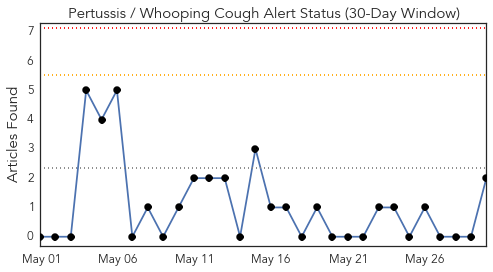 Pertussis / Whooping Cough Alert Status (30-Day Window)
Articles Found
7
6
5
4
3
2
1
0
May 01 May 06 May 11 May 16 May 21 May 26